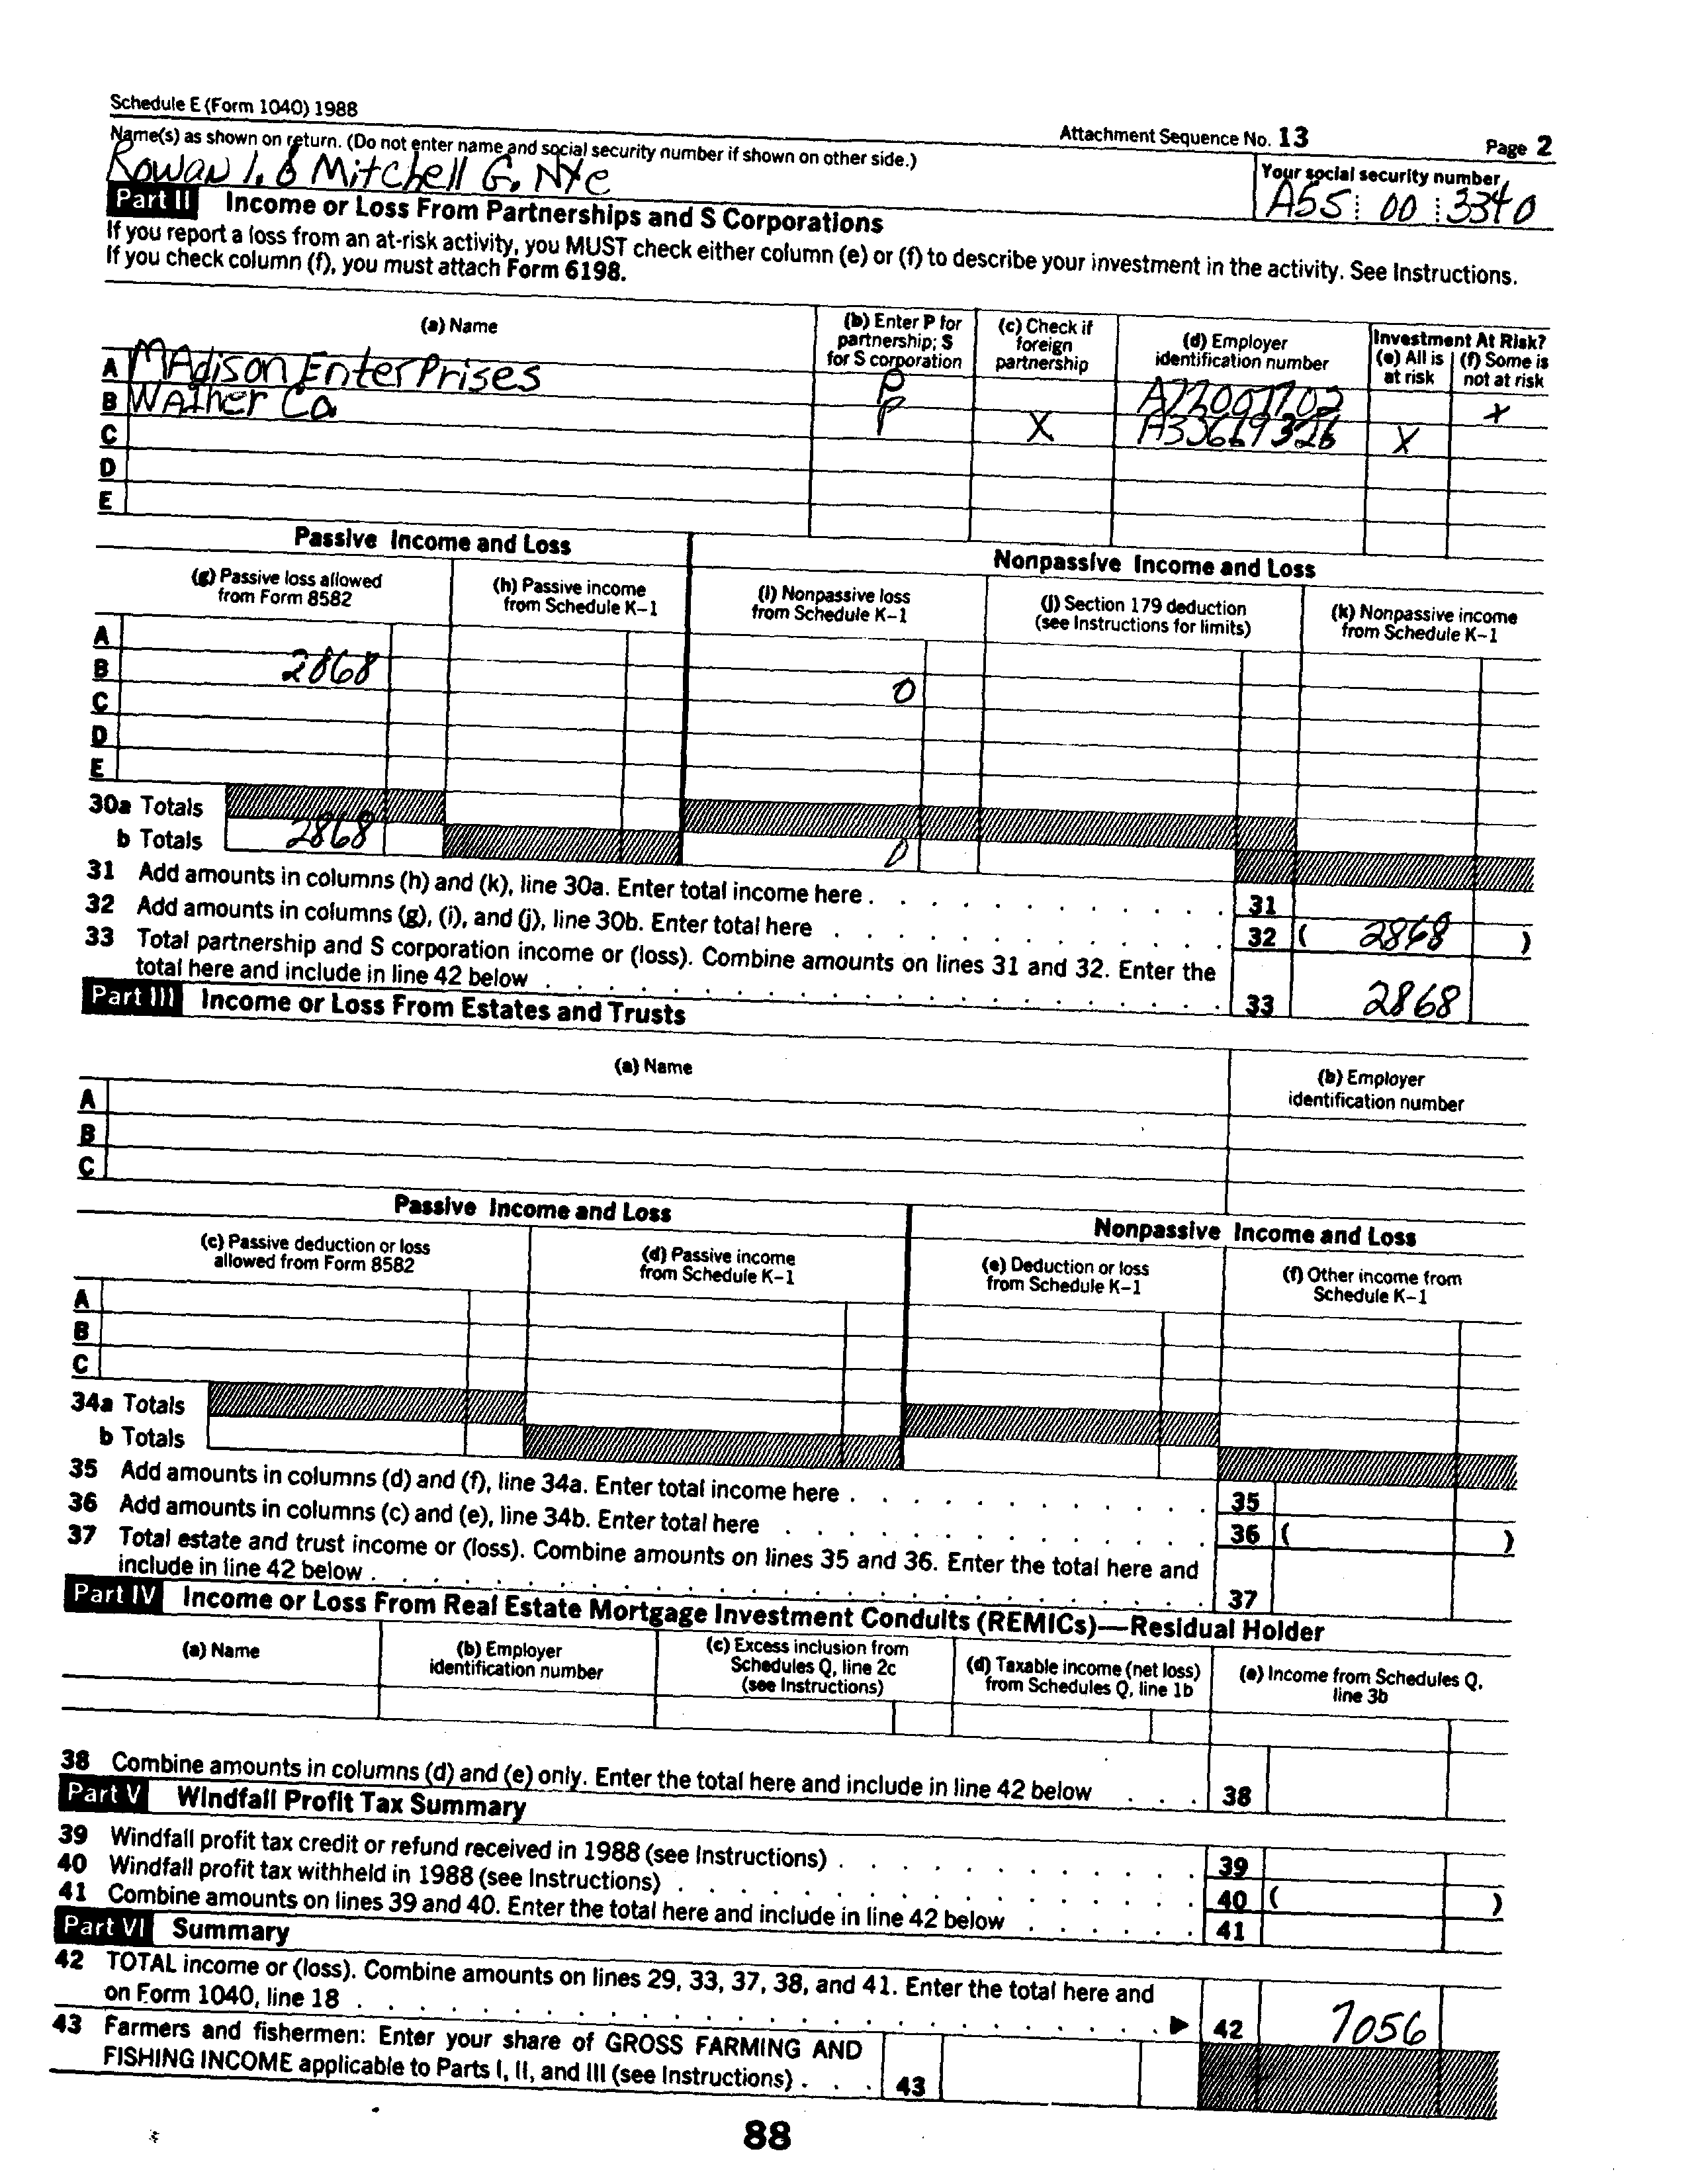 Schedule E (Form 1040) 1988
Attachment Sequence No. 13
Page 2
Name(s) as shown on return. (Do not enter name and social security number if shown on other side.)
Your social security number
Rowan I. & Mitchell G. Nye
A55 00 3340
Part II Income or Loss From Partnerships and S Corporations
If you report a loss from an at-risk activity, you MUST check either column (e) or (f) to describe your investment in the activity. See Instructions.
If you check column (f), you must attach Form 6198.
(a) Name
(b) Enter P for partnership; S for S corporation
(c) Check if foreign partnership
(d) Employer identification number
Investment At Risk?
(e) All is at risk
(f) Some is not at risk
A MAdison EnterPrises P X
B WAther Co. P X X
C
D
E
Passive Income and Loss
Nonpassive Income and Loss
(g) Passive loss allowed from Form 8582
(h) Passive income from Schedule K-1
(i) Nonpassive loss from Schedule K-1
(j) Section 179 deduction (see Instructions for limits)
(k) Nonpassive income from Schedule K-1
A
B 2868 0
C
D
E
30a Totals
b Totals 2868 0
31 Add amounts in columns (h) and (k), line 30a. Enter total income here . . . . . . . . . . . . 31
32 Add amounts in columns (g), (i), and (j), line 30b. Enter total here . . . . . . . . . . . . . 32 ( 2868 )
33 Total partnership and S corporation income or (loss). Combine amounts on lines 31 and 32. Enter the
total here and include in line 42 below . . . . . . . . . . . . . . . . . . . . . . 33 2868
Part III Income or Loss From Estates and Trusts
(a) Name
(b) Employer identification number
A
B
C
Passive Income and Loss
Nonpassive Income and Loss
(c) Passive deduction or loss allowed from Form 8582
(d) Passive income from Schedule K-1
(e) Deduction or loss from Schedule K-1
(f) Other income from Schedule K-1
A
B
C
34a Totals
b Totals
35 Add amounts in columns (d) and (f), line 34a. Enter total income here . . . . . . . . . . . . 35
36 Add amounts in columns (c) and (e), line 34b. Enter total here . . . . . . . . . . . . . . 36 ( )
37 Total estate and trust income or (loss). Combine amounts on lines 35 and 36. Enter the total here and
include in line 42 below . . . . . . . . . . . . . . . . . . . . . . . . . . 37
Part IV Income or Loss From Real Estate Mortgage Investment Conduits (REMICs)—Residual Holder
(a) Name
(b) Employer identification number
(c) Excess inclusion from Schedules Q, line 2c (see Instructions)
(d) Taxable income (net loss) from Schedules Q, line 1b
(e) Income from Schedules Q, line 3b
38 Combine amounts in columns (d) and (e) only. Enter the total here and include in line 42 below . . . 38
Part V Windfall Profit Tax Summary
39 Windfall profit tax credit or refund received in 1988 (see Instructions) . . . . . . . . . . . . 39
40 Windfall profit tax withheld in 1988 (see Instructions) . . . . . . . . . . . . . . . . . 40 ( )
41 Combine amounts on lines 39 and 40. Enter the total here and include in line 42 below . . . . . . 41
Part VI Summary
42 TOTAL income or (loss). Combine amounts on lines 29, 33, 37, 38, and 41. Enter the total here and
on Form 1040, line 18 . . . . . . . . . . . . . . . . . . . . . . . . . . ▶ 42 7056
43 Farmers and fishermen: Enter your share of GROSS FARMING AND
FISHING INCOME applicable to Parts I, II, and III (see Instructions) . . . 43
88